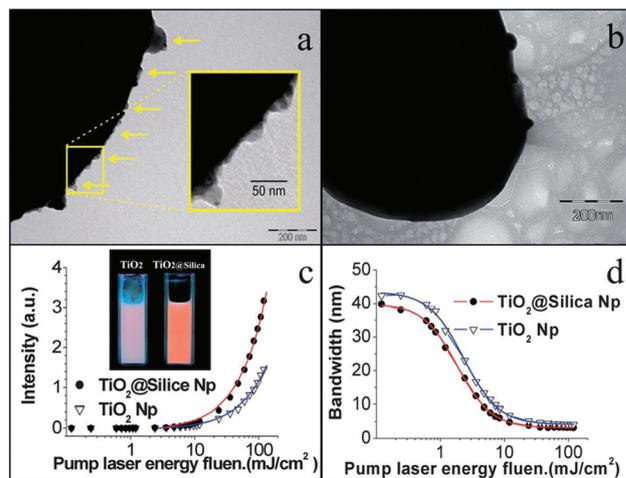 a
50 nm
200 nm
b
200nm
c
TiO2
TiO2@Silica
4
3
2
1
0
Intensity (a.u.)
TiO2@Silice Np
TiO2 Np
1
10
100
Pump laser energy fluen.(mJ/cm2)
d
50
40
30
20
10
0
Bandwidth (nm)
TiO2@Silica Np
TiO2 Np
1
10
100
Pump laser energy fluen.(mJ/cm2)